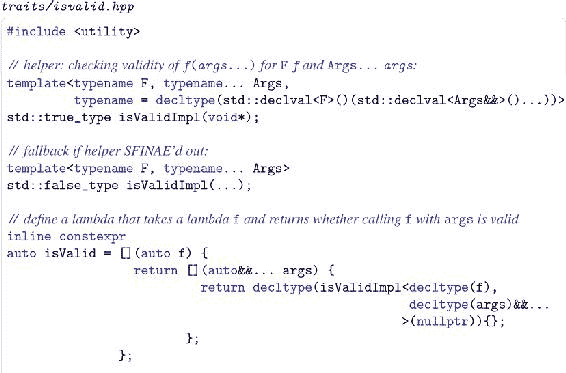 traits/isvalid.hpp
#include <utility>
// helper: checking validity of f(args...) for F f and Args... args:
template<typename F, typename... Args,
typename = decltype(std::declval<F>()(std::declval<Args&&>()...))>
std::true_type isValidImpl(void*);
// fallback if helper SFINAE'd out:
template<typename F, typename... Args>
std::false_type isValidImpl(...);
// define a lambda that takes a lambda f and returns whether calling f with args is valid
inline constexpr
auto isValid = [](auto f) {
return [](auto&&... args) {
return decltype(isValidImpl<decltype(f),
decltype(args)&&...
>(nullptr)){};
};
};